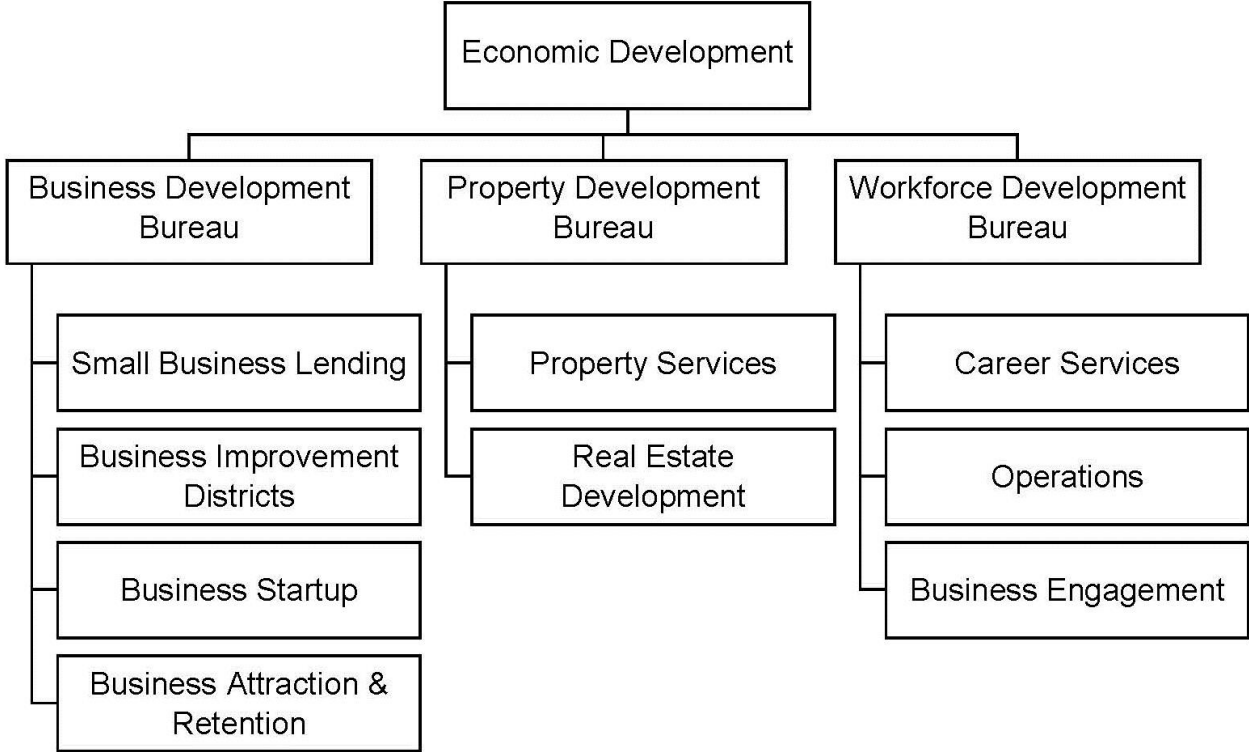 Economic Development
Business Development
Bureau
Property Development
Bureau
Workforce Development
Bureau
Small Business Lending
Business Improvement
Districts
Business Startup
Business Attraction &
Retention
Property Services
Real Estate
Development
Career Services
Operations
Business Engagement